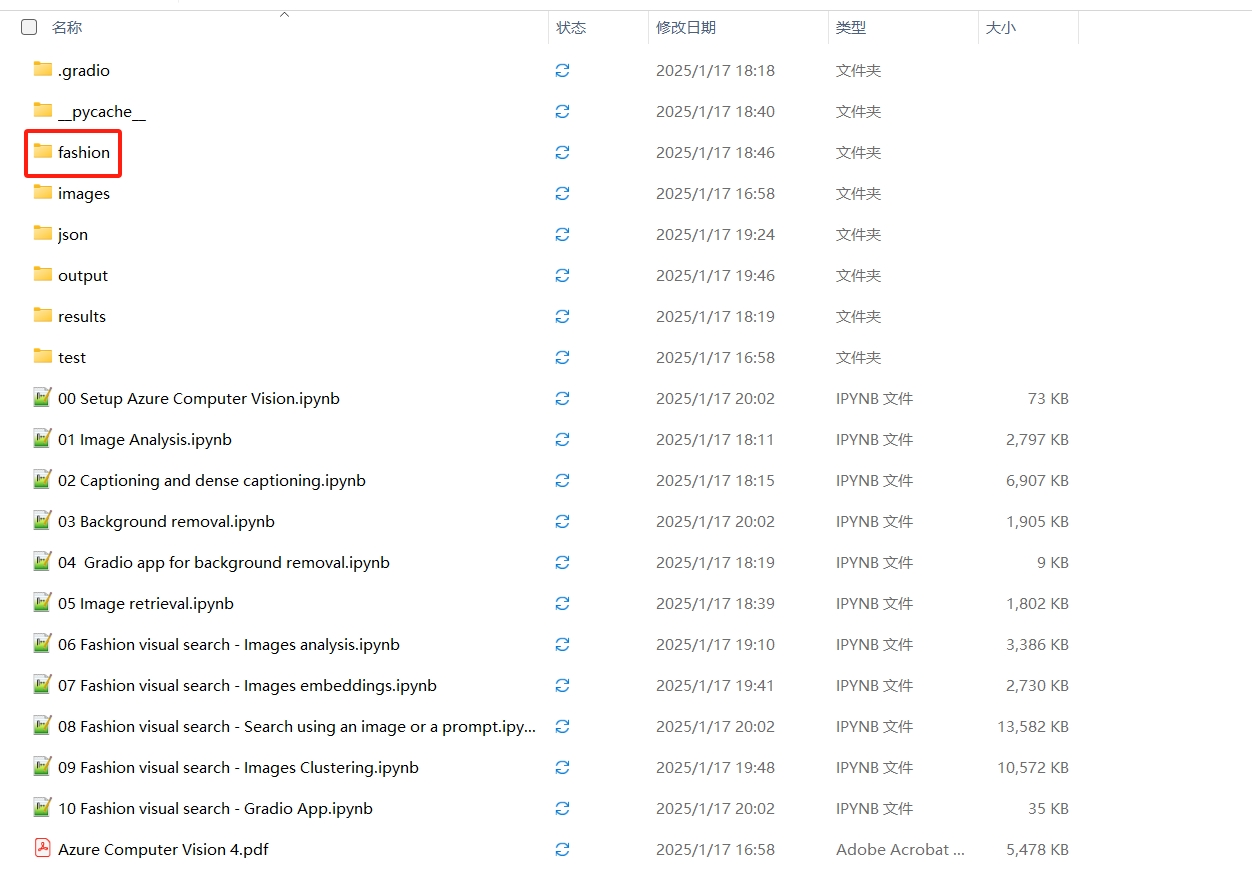 名称 状态 修改日期 类型 大小
.gradio 2025/1/17 18:18 文件夹
__pycache__ 2025/1/17 18:40 文件夹
fashion 2025/1/17 18:46 文件夹
images 2025/1/17 16:58 文件夹
json 2025/1/17 19:24 文件夹
output 2025/1/17 19:46 文件夹
results 2025/1/17 18:19 文件夹
test 2025/1/17 16:58 文件夹
00 Setup Azure Computer Vision.ipynb 2025/1/17 20:02 IPYNB 文件 73 KB
01 Image Analysis.ipynb 2025/1/17 18:11 IPYNB 文件 2,797 KB
02 Captioning and dense captioning.ipynb 2025/1/17 18:15 IPYNB 文件 6,907 KB
03 Background removal.ipynb 2025/1/17 20:02 IPYNB 文件 1,905 KB
04  Gradio app for background removal.ipynb 2025/1/17 18:19 IPYNB 文件 9 KB
05 Image retrieval.ipynb 2025/1/17 18:39 IPYNB 文件 1,802 KB
06 Fashion visual search - Images analysis.ipynb 2025/1/17 19:10 IPYNB 文件 3,386 KB
07 Fashion visual search - Images embeddings.ipynb 2025/1/17 19:41 IPYNB 文件 2,730 KB
08 Fashion visual search - Search using an image or a prompt.ipy... 2025/1/17 20:02 IPYNB 文件 13,582 KB
09 Fashion visual search - Images Clustering.ipynb 2025/1/17 19:48 IPYNB 文件 10,572 KB
10 Fashion visual search - Gradio App.ipynb 2025/1/17 20:02 IPYNB 文件 35 KB
Azure Computer Vision 4.pdf 2025/1/17 16:58 Adobe Acrobat ... 5,478 KB